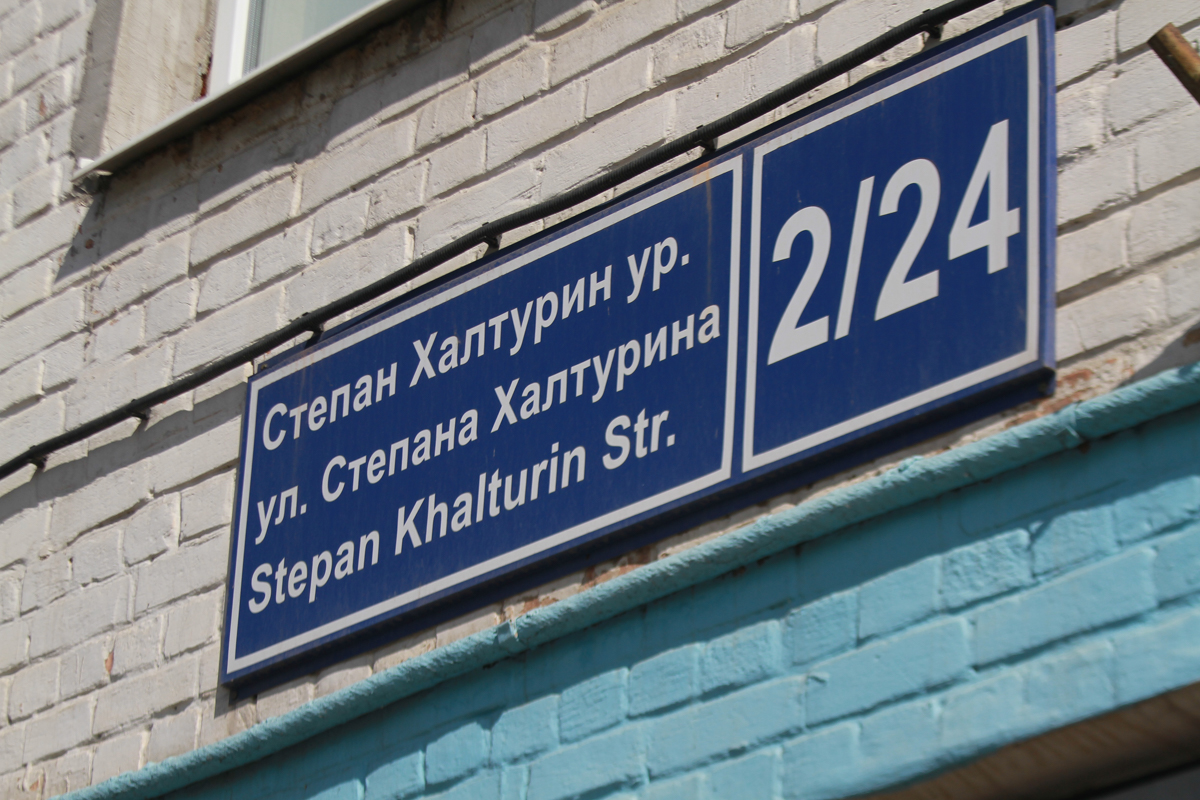 Степан Халтурин ур.
ул. Степана Халтурина
Stepan Khalturin Str.
2/24